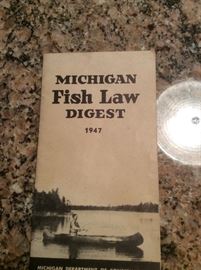 MICHIGAN
Fish Law
DIGEST
1947
MICHIGAN DEPARTMENT OF